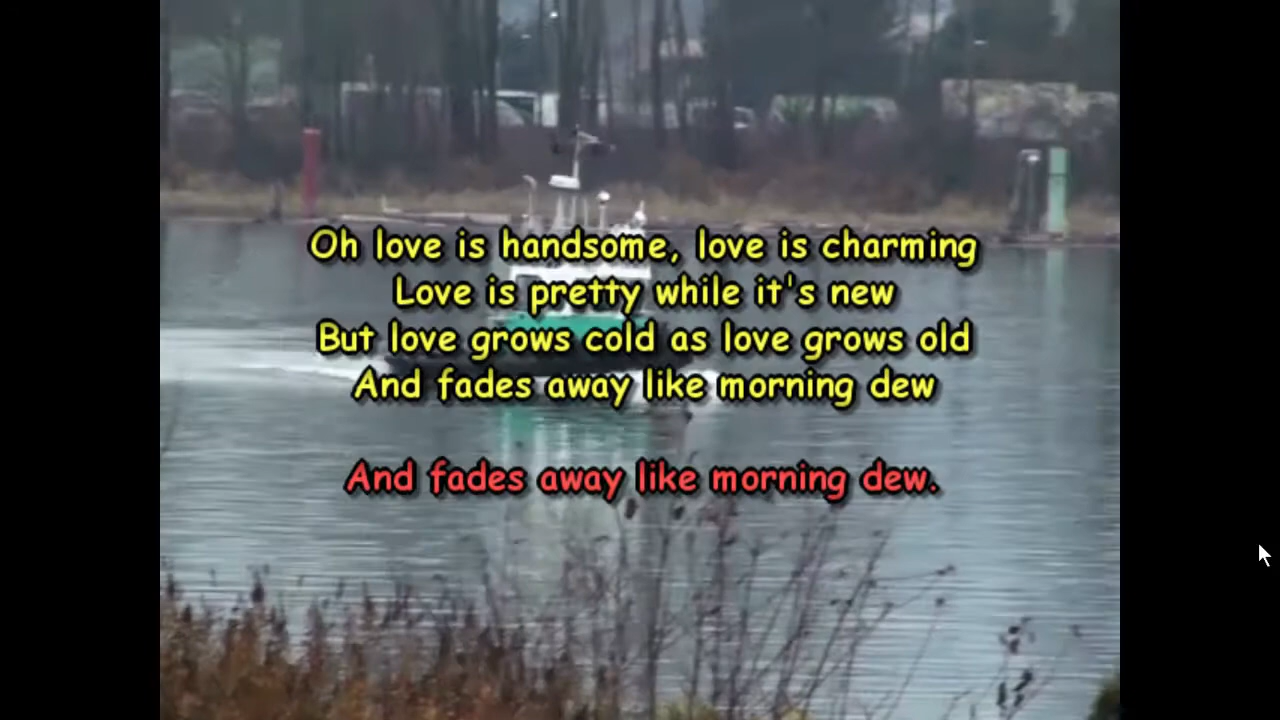 Oh love is handsome, love is charming
Love is pretty while it's new
But love grows cold as love grows old
And fades away like morning dew
And fades away like morning dew.